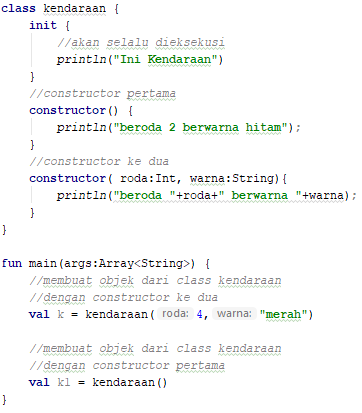 class kendaraan {
    init {
        //akan selalu dieksekusi
        println("Ini Kendaraan")
    }
    //constructor pertama
    constructor() {
        println("beroda 2 berwarna hitam");
    }
    //constructor ke dua
    constructor( roda:Int, warna:String){
        println("beroda "+roda+" berwarna "+warna);
    }
}

fun main(args:Array<String>) {
    //membuat objek dari class kendaraan
    //dengan constructor ke dua
    val k = kendaraan( roda: 4, warna: "merah")

    //membuat objek dari class kendaraan
    //dengan constructor pertama
    val k1 = kendaraan()
}